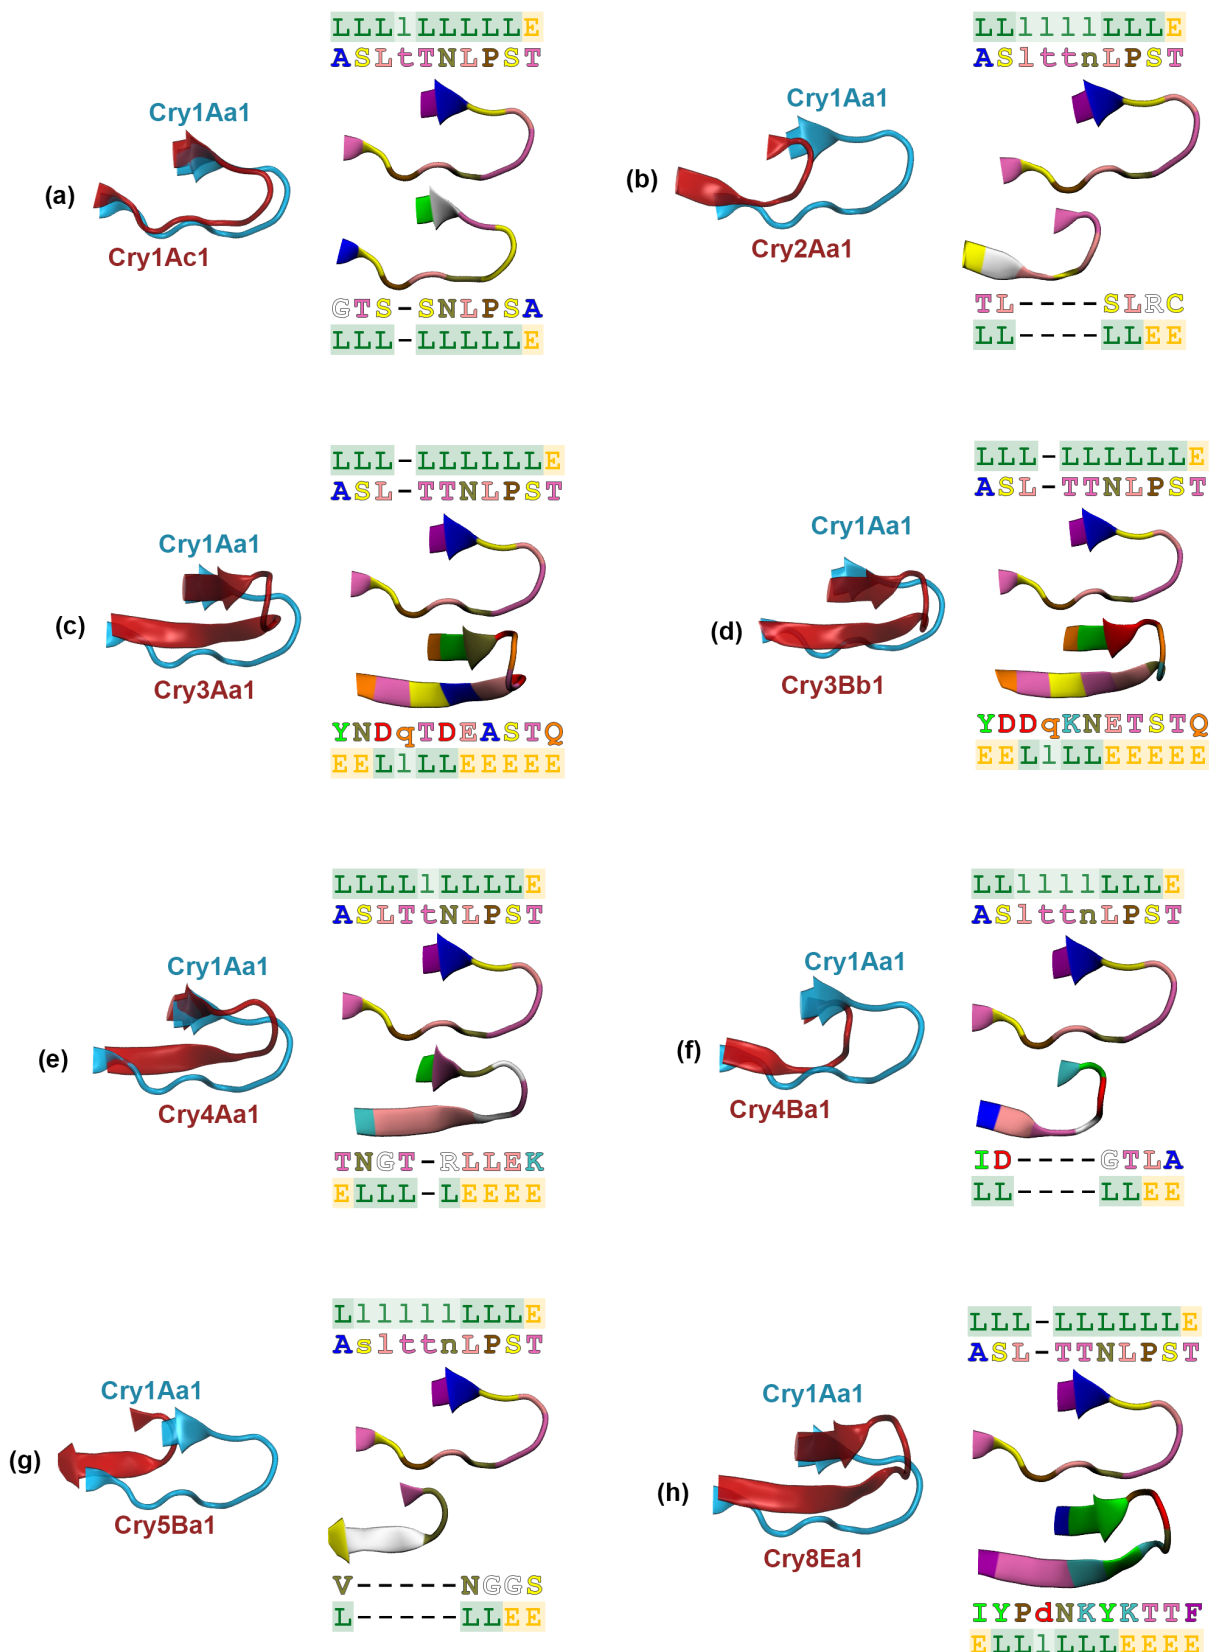 LLLlLLLLLE
ASLtTNLPST
Cry1Aa1
(a)
Cry1Ac1
GTS-SNLPSA
LLL-LLLLLE
LLllllLLLE
ASlttnLPST
Cry1Aa1
(b)
Cry2Aa1
TL----SLRC
LL----LLEE
LLL-LLLLLLE
ASL-TTNLPST
Cry1Aa1
(c)
Cry3Aa1
YNDqTDEASTQ
EELlLLEEEEE
LLL-LLLLLLE
ASL-TTNLPST
Cry1Aa1
(d)
Cry3Bb1
YDDqKNETSTQ
EELlLLEEEEE
LLLLlLLLLE
ASLTtNLPST
Cry1Aa1
(e)
Cry4Aa1
TNGT-RLLEK
ELLL-LEEEE
LLllllLLLE
ASlttnLPST
Cry1Aa1
(f)
Cry4Ba1
ID----GTLA
LL----LLEE
LlllllLLLE
AslttnLPST
Cry1Aa1
(g)
Cry5Ba1
V-----NGGS
L-----LLEE
LLL-LLLLLLE
ASL-TTNLPST
Cry1Aa1
(h)
Cry8Ea1
IYPdNKYKTTF
ELLlLLLEEEE